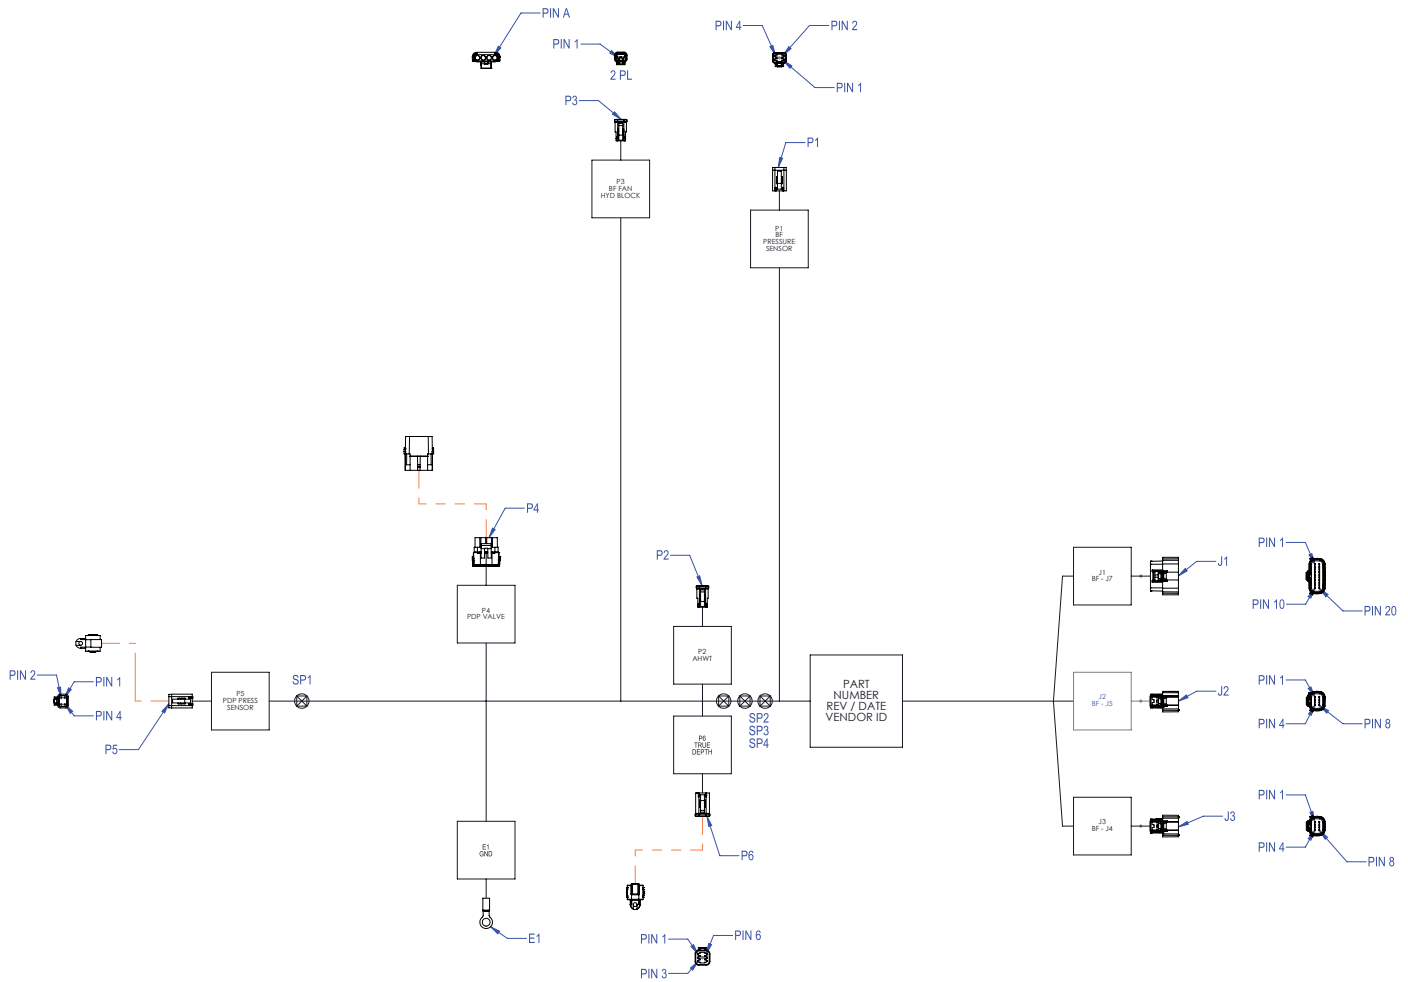 PIN A
PIN 1
2 PL
PIN 4
PIN 2
PIN 1
P3
P3
BF FAN
HYD BLOCK
P1
P1
BF
PRESSURE
SENSOR
P4
P4
PDP VALVE
P2
P2
AHWT
J1
BF - J7
J1
PIN 1
PIN 10
PIN 20
PIN 2
PIN 1
PIN 4
P5
P5
PDP PRESS
SENSOR
SP1
SP2
SP3
SP4
PART
NUMBER
REV / DATE
VENDOR ID
J2
BF - J5
J2
PIN 1
PIN 4
PIN 8
P6
TRUE
DEPTH
P6
J3
BF - J4
J3
PIN 1
PIN 4
PIN 8
E1
GND
E1
PIN 1
PIN 6
PIN 3